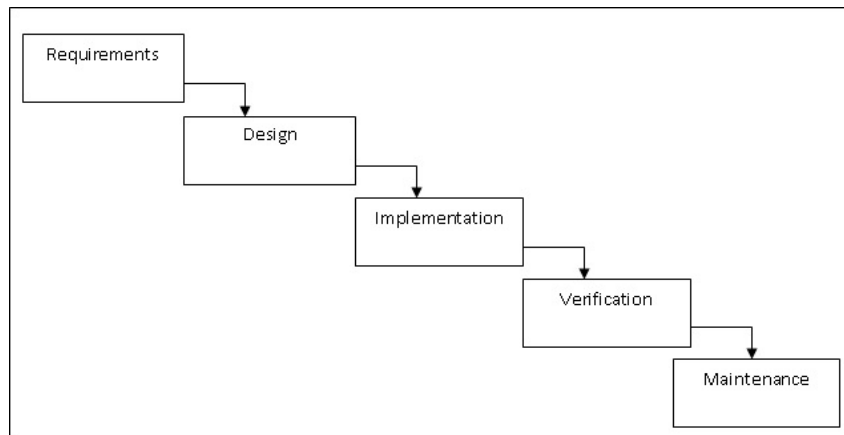 Requirements
Design
Implementation
Verification
Maintenance